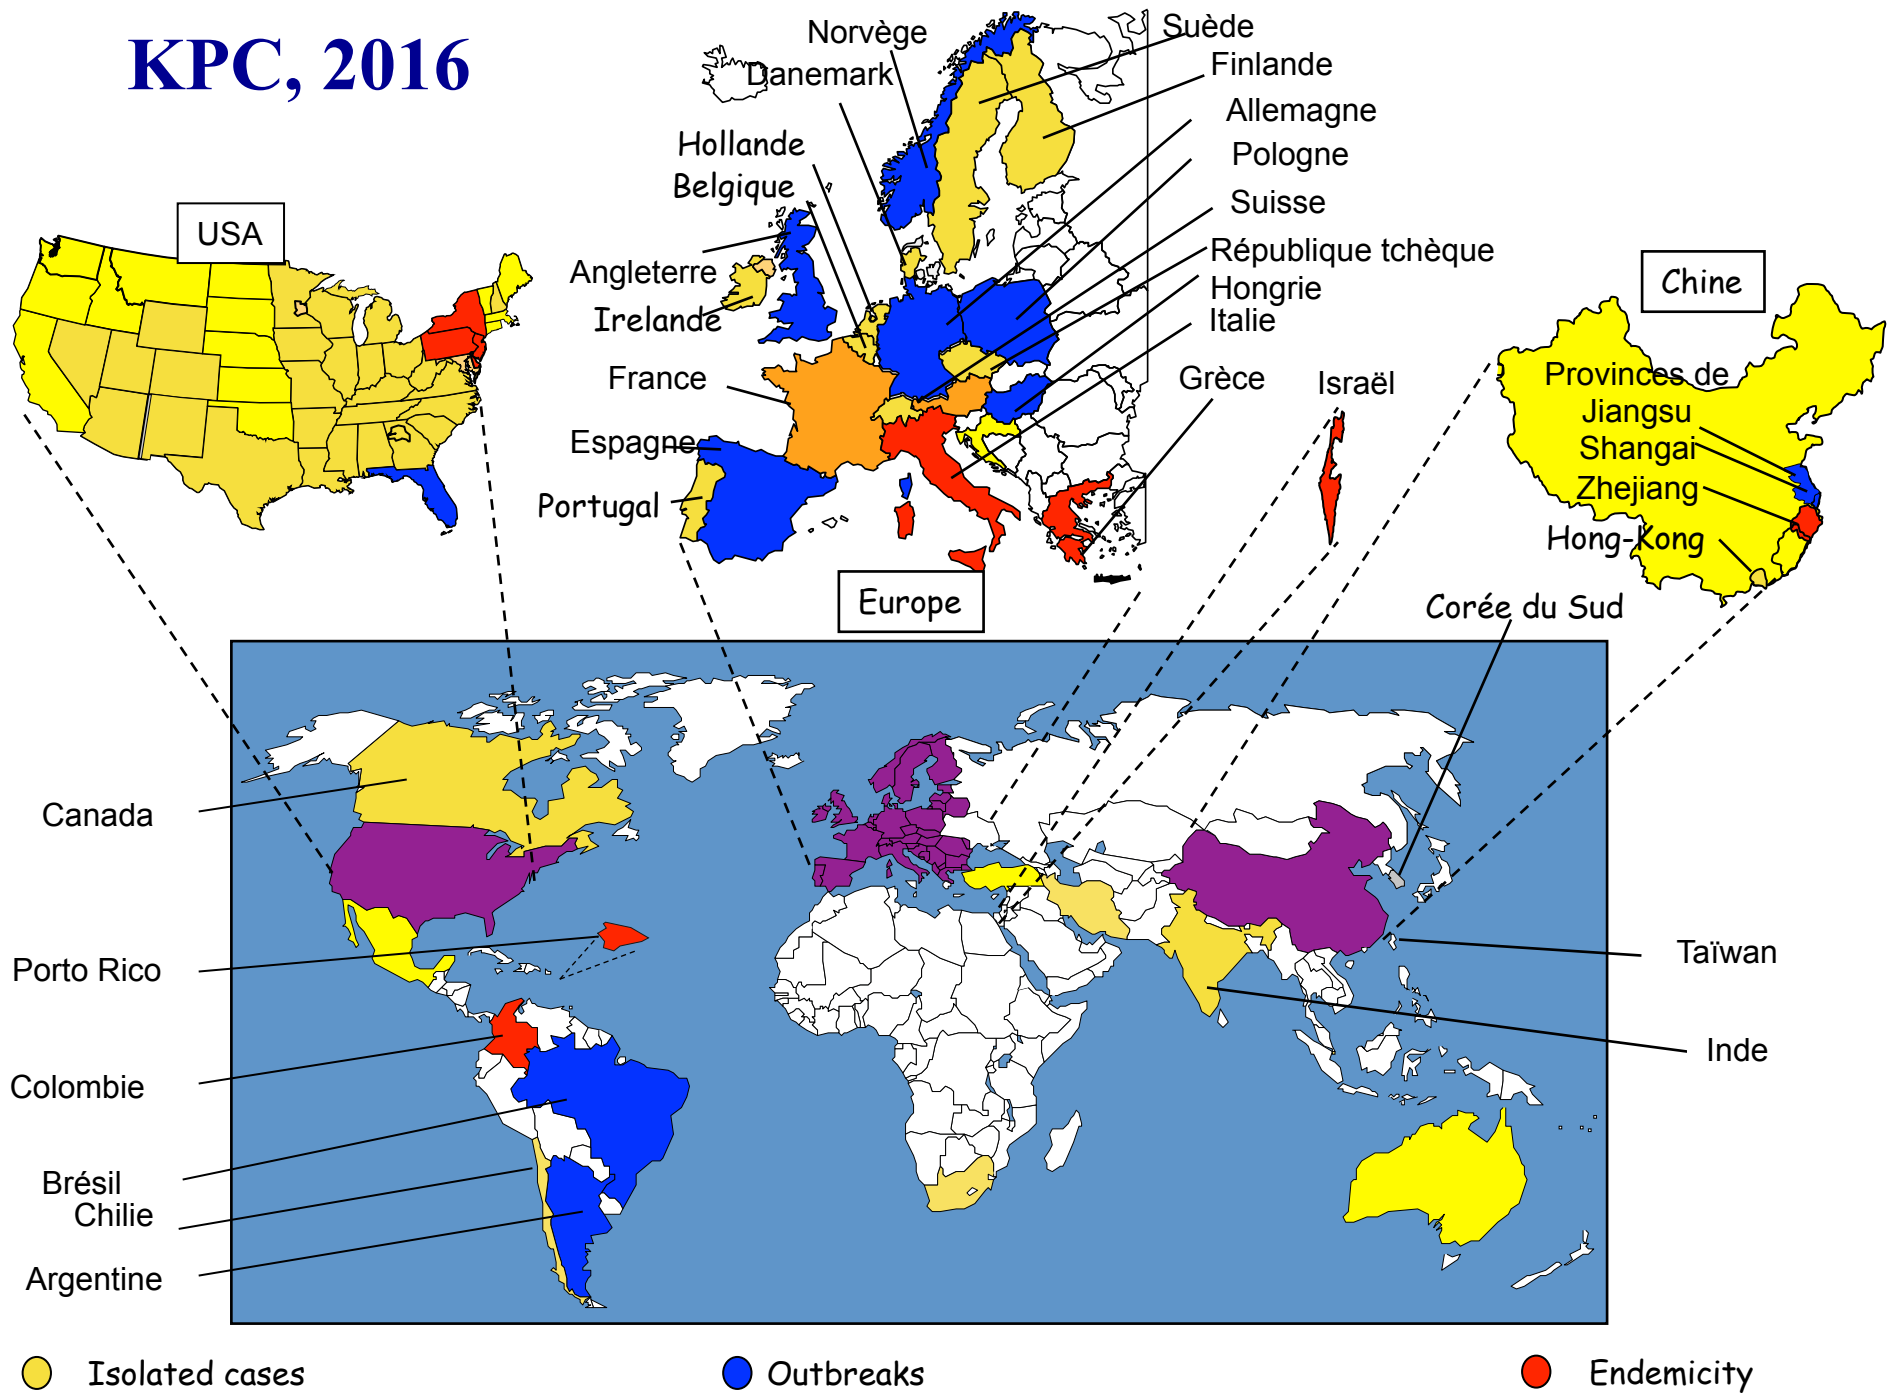 KPC, 2016
Norvège
Suède
Danemark
Finlande
Allemagne
Hollande
Pologne
Belgique
Suisse
USA
République tchèque
Angleterre
Hongrie
Chine
Irelande
Italie
France
Grèce
Israël
Provinces de
Jiangsu
Espagne
Shangai
Portugal
Zhejiang
Hong-Kong
Europe
Corée du Sud
Canada
Taïwan
Porto Rico
Inde
Colombie
Brésil
Chilie
Argentine
Isolated cases
Outbreaks
Endemicity